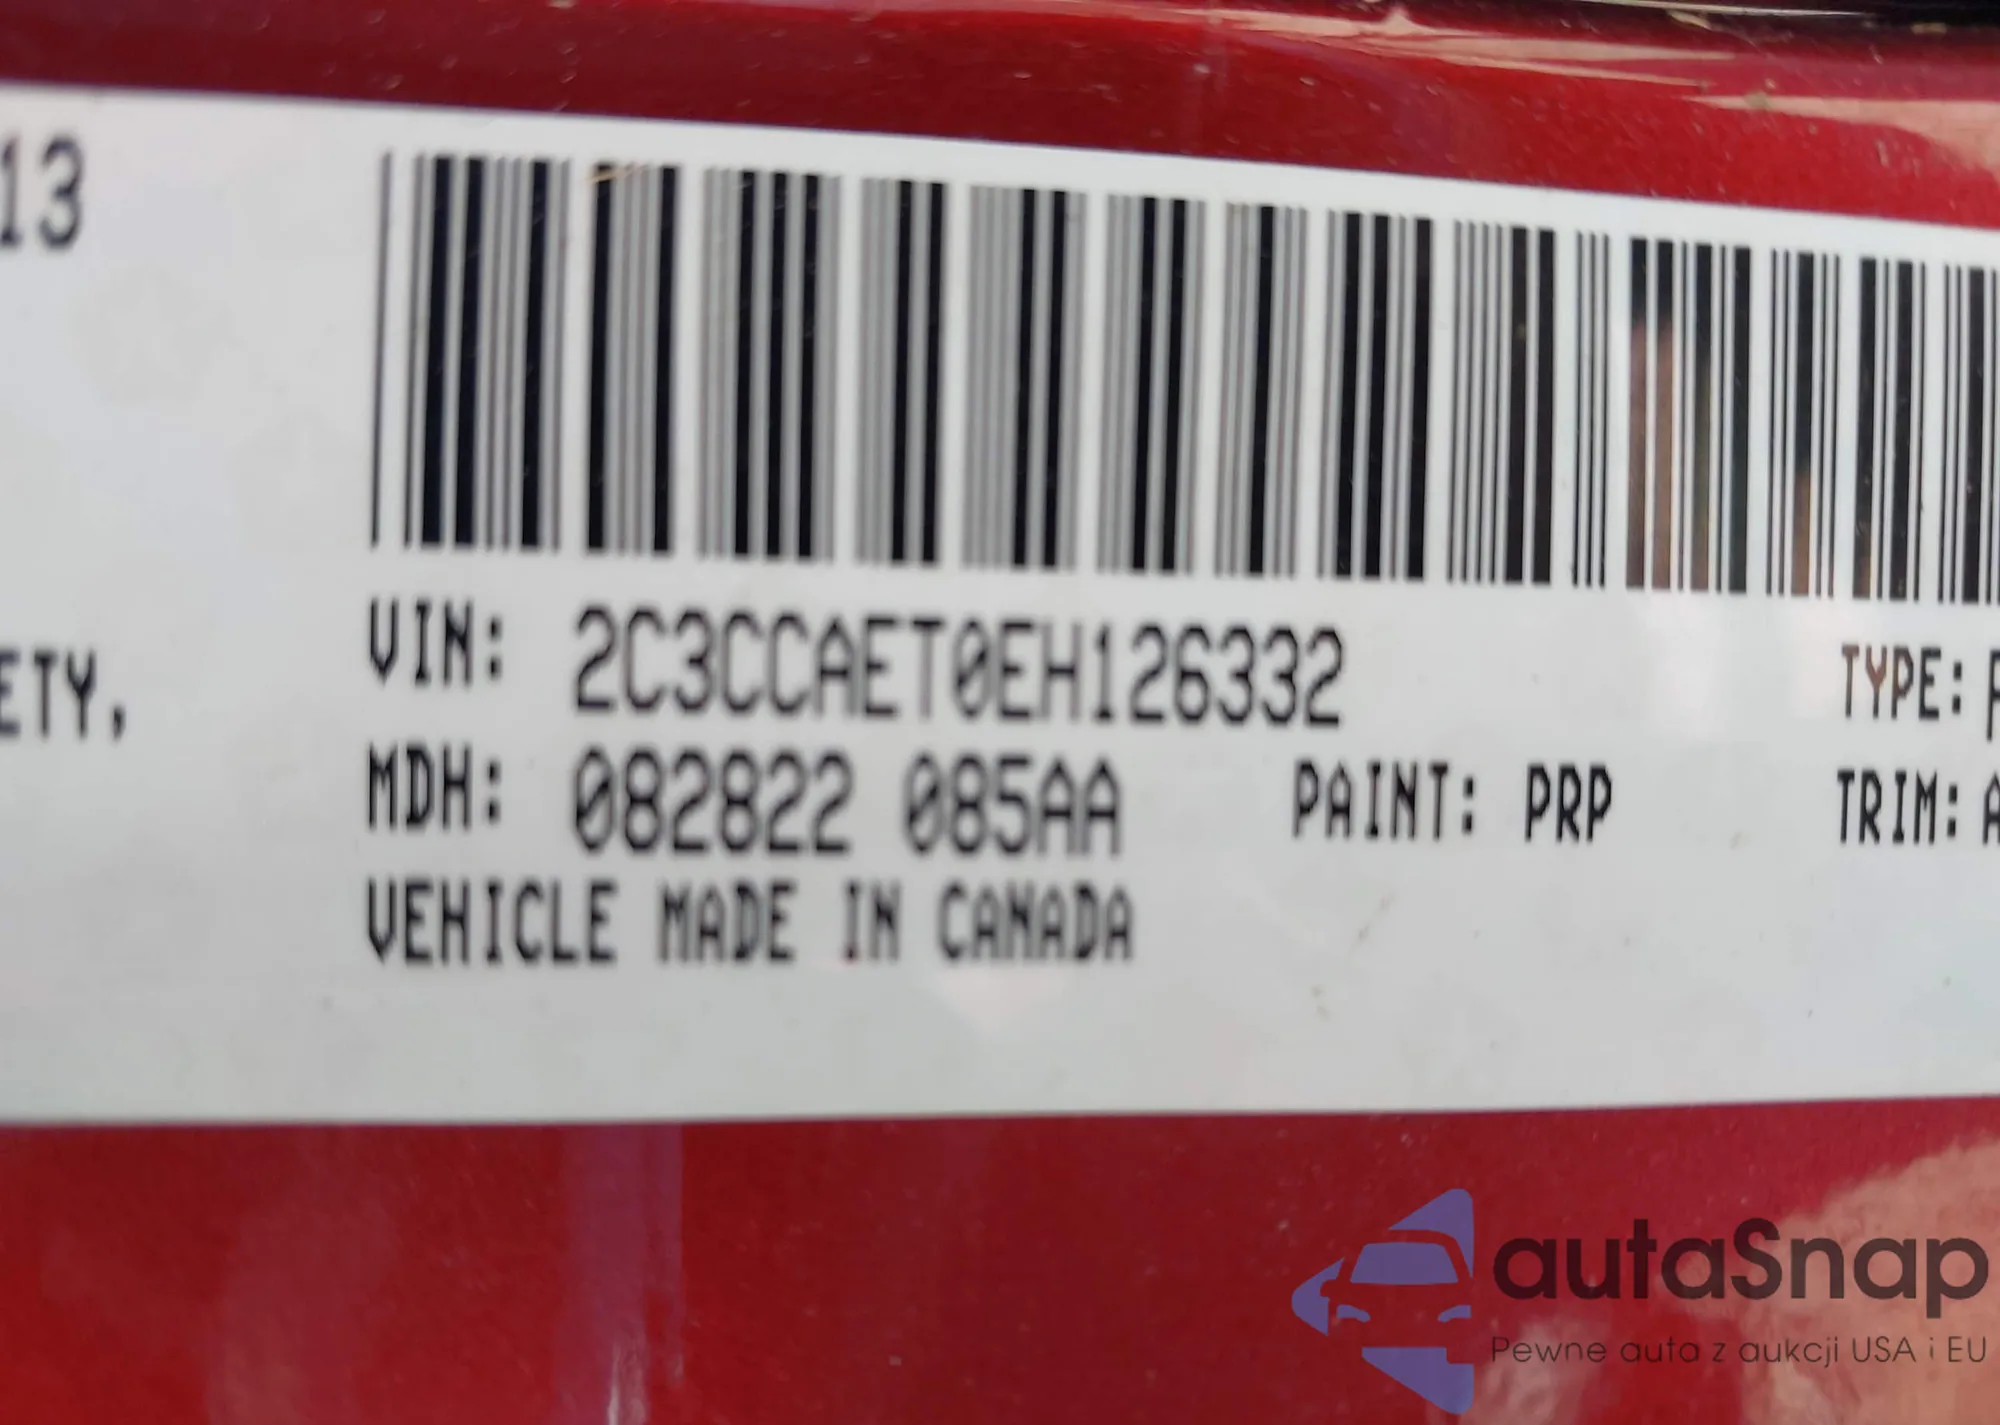 13
ETY,
VIN: 2C3CCAET0EH126332
TYPE:
MDH: 082822 085AA PAINT: PRP
TRIM: A
VEHICLE MADE IN CANADA
autaSnap
Pewne auta z aukcji USA i EU